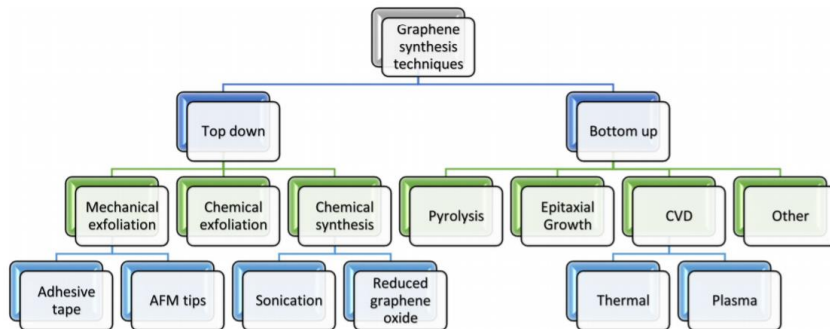 Graphene
synthesis
techniques
Top down
Bottom up
Mechanical
exfoliation
Chemical
exfoliation
Chemical
synthesis
Pyrolysis
Epitaxial
Growth
CVD
Other
Adhesive
tape
AFM tips
Sonication
Reduced
graphene
oxide
Thermal
Plasma